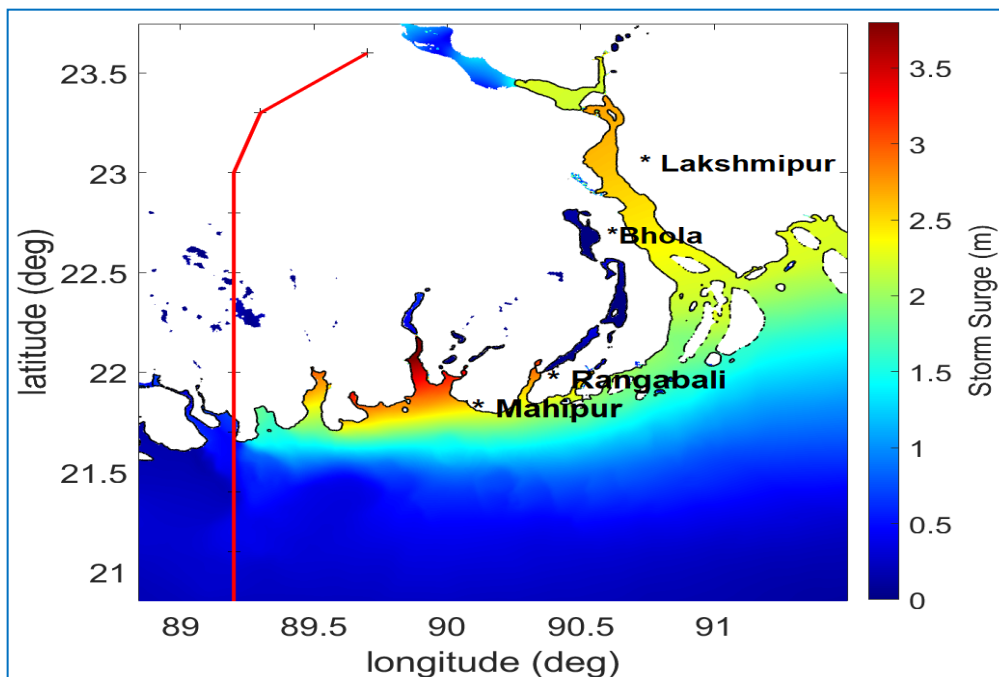 latitude (deg)
23.5
23
22.5
22
21.5
21
* Lakshmipur
*Bhola
* Rangabali
* Mahipur
89
89.5
90
90.5
91
longitude (deg)
3.5
3
2.5
2
1.5
1
0.5
0
Storm Surge (m)